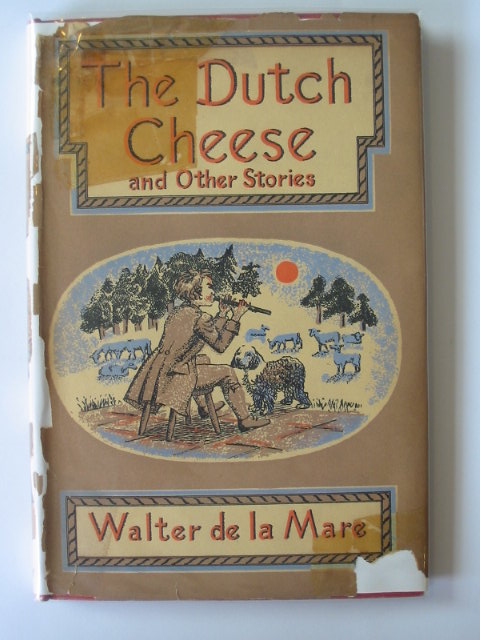 The Dutch
Cheese
and Other Stories
Walter de la Mare